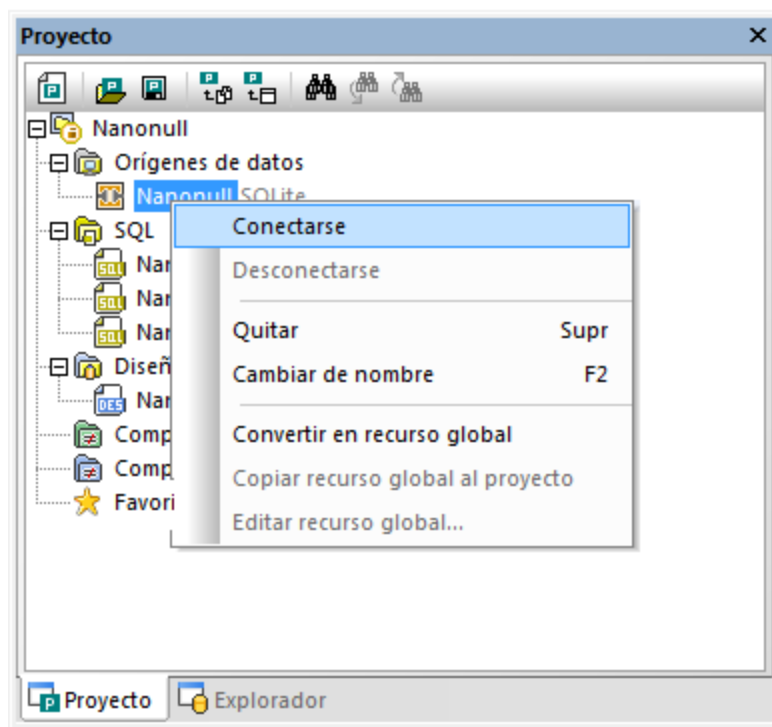 Proyecto
Nanonull
Orígenes de datos
Nanonull SQLite
SQL
Conectarse
Desconectarse
Quitar Supr
Cambiar de nombre F2
Convertir en recurso global
Copiar recurso global al proyecto
Editar recurso global...
Proyecto Explorador